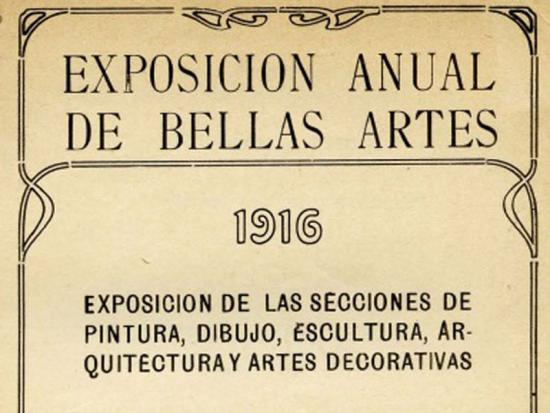 EXPOSICION ANUAL
DE BELLAS ARTES
1916
EXPOSICION DE LAS SECCIONES DE
PINTURA, DIBUJO, ESCULTURA, AR-
QUITECTURA Y ARTES DECORATIVAS